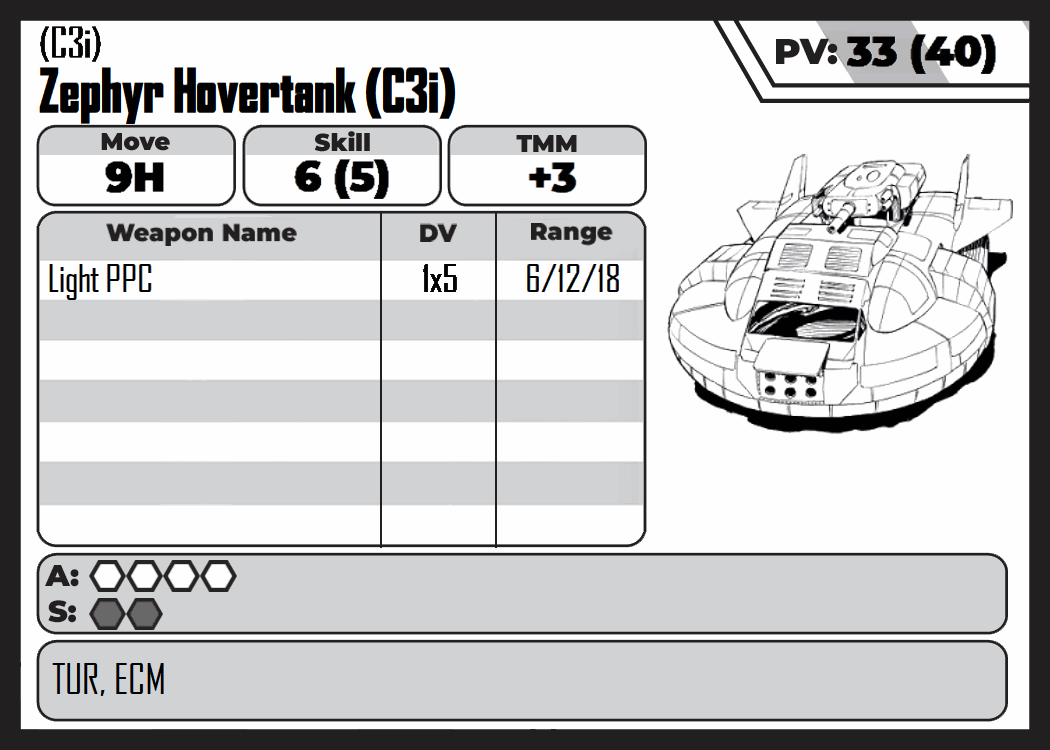 (C3i)
Zephyr Hovertank (C3i)
PV: 33 (40)
Move
9H
Skill
6 (5)
TMM
+3
Weapon Name DV Range
Light PPC 1x5 6/12/18
A:
S:
TUR, ECM